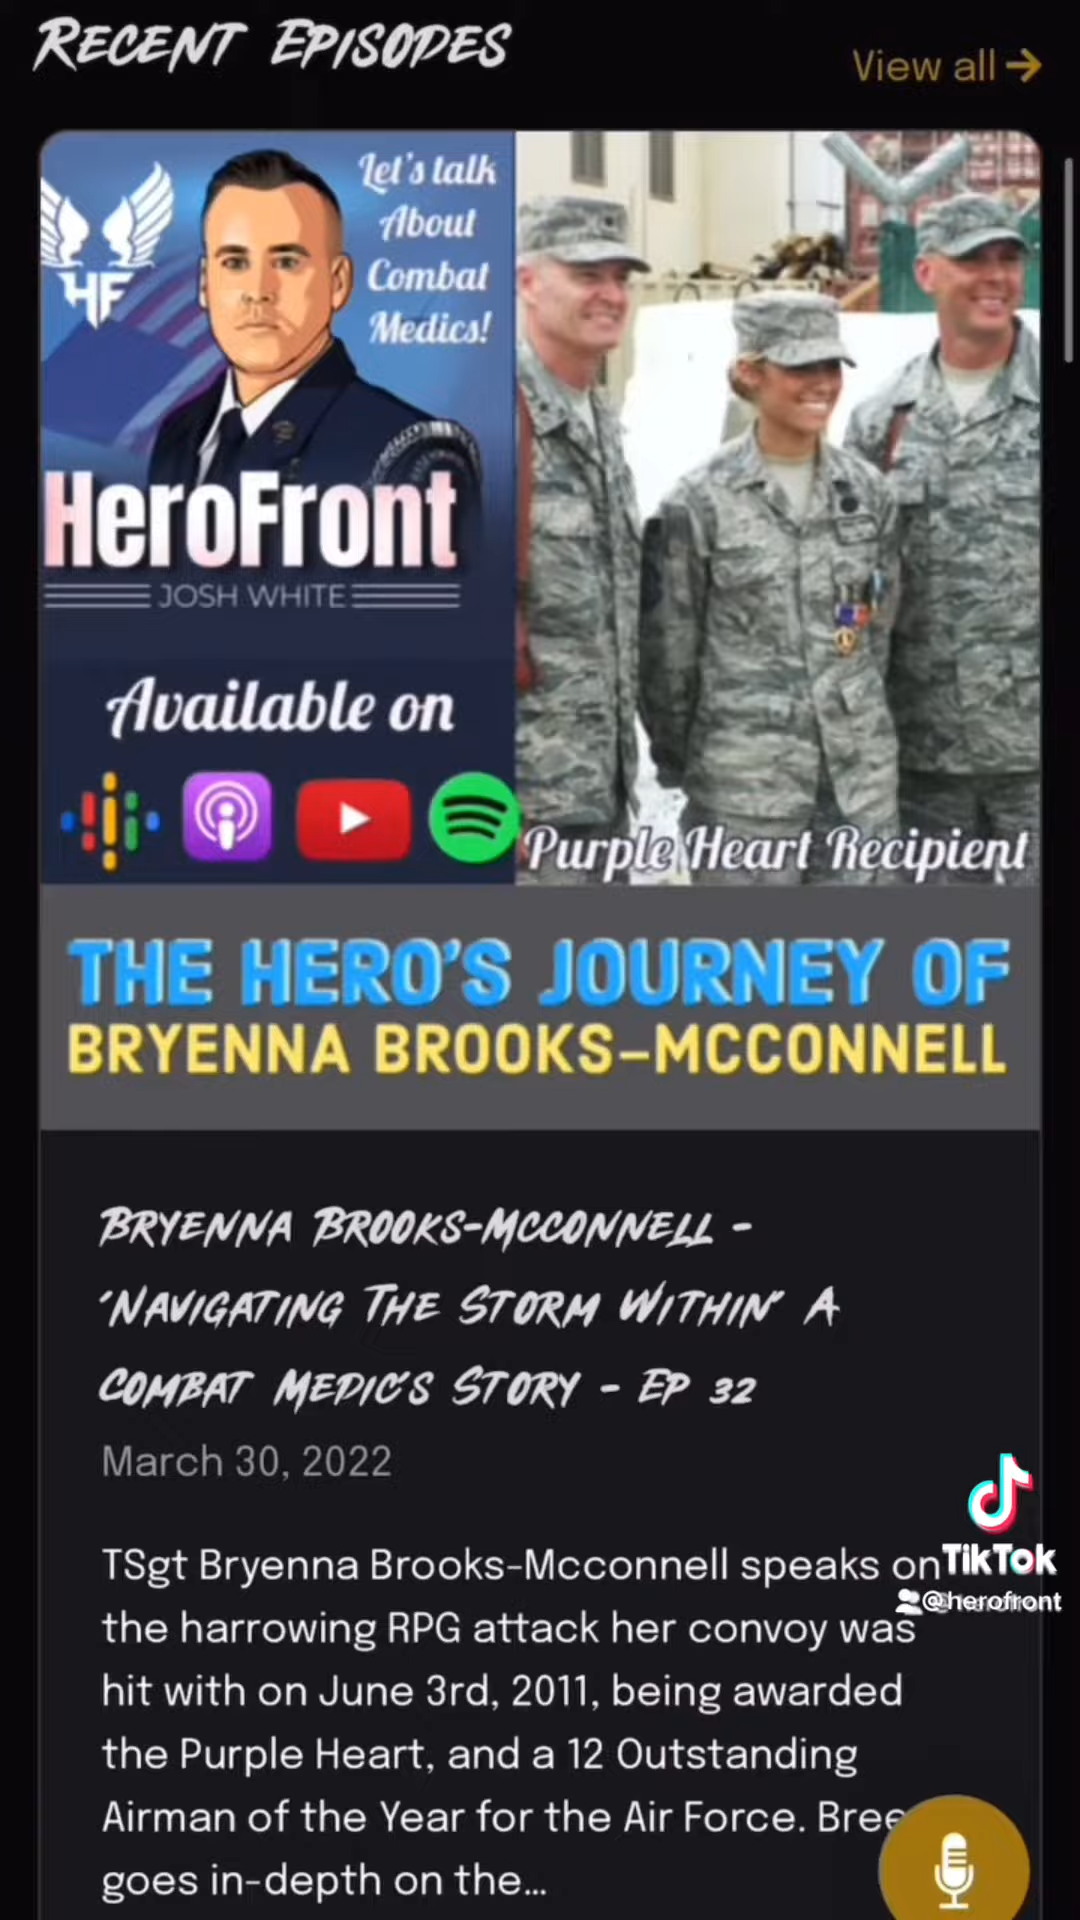 RECENT EPISODES
View all →
Let's talk
About
Combat
Medics!
HF
HeroFront
JOSH WHITE
Available on
Purple Heart Recipient
THE HERO'S JOURNEY OF
BRYENNA BROOKS-MCCONNELL
BRYENNA BROOKS-MCCONNELL -
'NAVIGATING THE STORM WITHIN' A
COMBAT MEDIC'S STORY - EP 32
March 30, 2022
TSgt Bryenna Brooks-Mcconnell speaks on
the harrowing RPG attack her convoy was
hit with on June 3rd, 2011, being awarded
the Purple Heart, and a 12 Outstanding
Airman of the Year for the Air Force. Bree
goes in-depth on the...
TikTok
@herofront